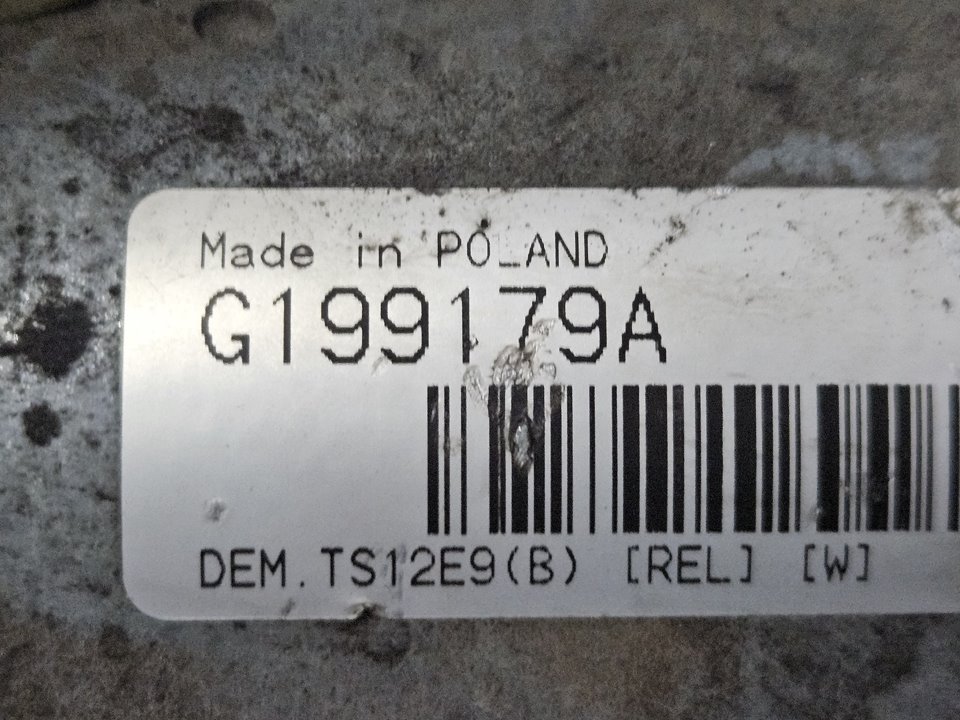 Made in POLAND
G199179A
DEM.TS12E9(B) [REL] [W]